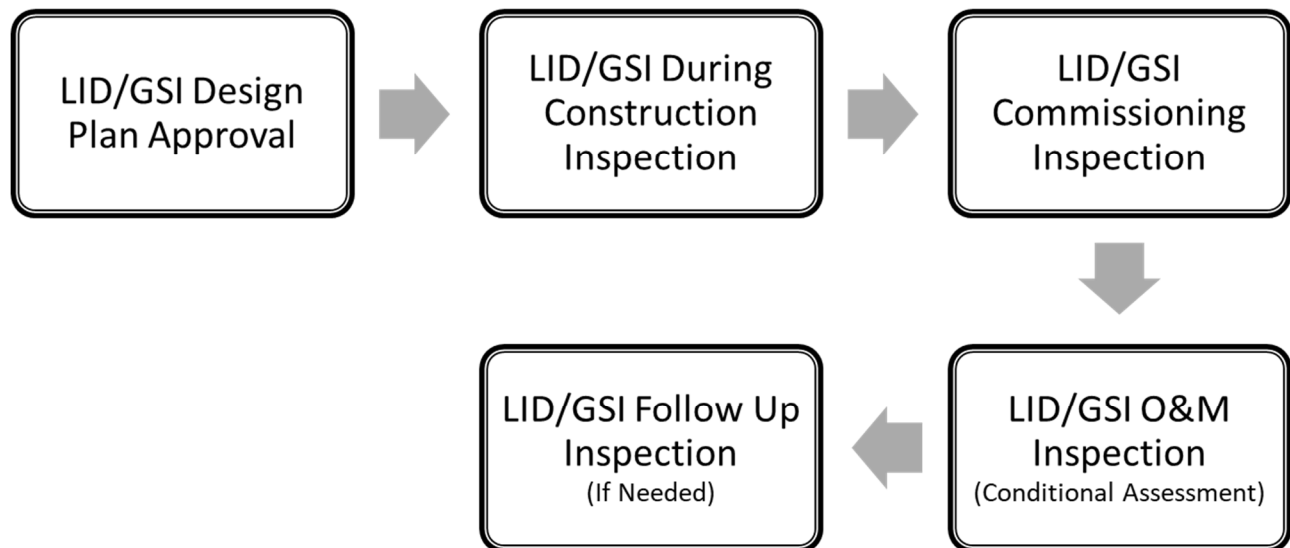 LID/GSI Design
Plan Approval
LID/GSI During
Construction
Inspection
LID/GSI
Commissioning
Inspection
LID/GSI O&M
Inspection
(Conditional Assessment)
LID/GSI Follow Up
Inspection
(If Needed)